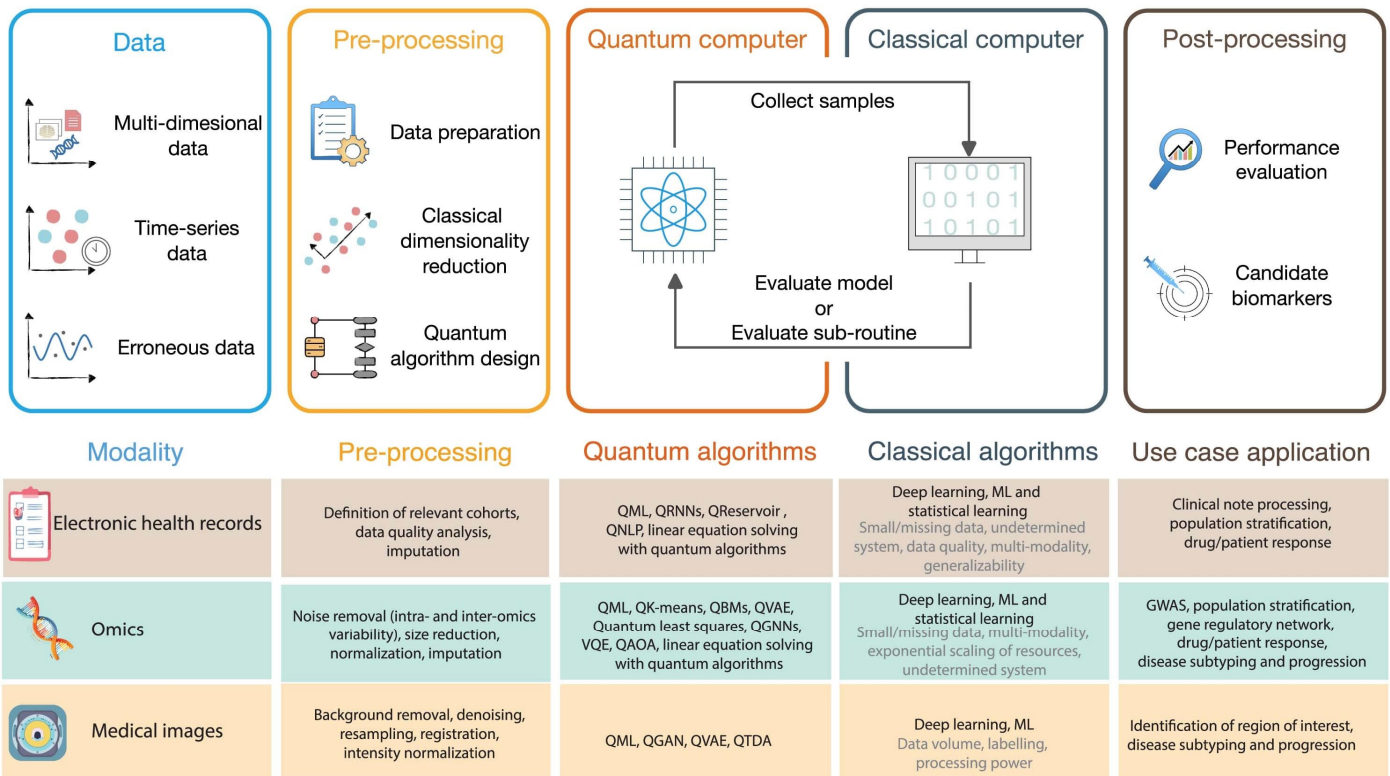 Data
Multi-dimesional
data
Time-series
data
Erroneous data
Pre-processing
Data preparation
Classical
dimensionality
reduction
Quantum
algorithm design
Quantum computer
Classical computer
Collect samples
1 0 0 0 1
0 0 1 0 1
1 0 1 0 1
Evaluate model
or
Evaluate sub-routine
Post-processing
Performance
evaluation
Candidate
biomarkers
Modality
Pre-processing
Quantum algorithms
Classical algorithms
Use case application
Electronic health records
Definition of relevant cohorts,
data quality analysis,
imputation
QML, QRNNs, QReservoir ,
QNLP, linear equation solving
with quantum algorithms
Deep learning, ML and
statistical learning
Small/missing data, undetermined
system, data quality, multi-modality,
generalizability
Clinical note processing,
population stratification,
drug/patient response
Omics
Noise removal (intra- and inter-omics
variability), size reduction,
normalization, imputation
QML, QK-means, QBMs, QVAE,
Quantum least squares, QGNNs,
VQE, QAOA, linear equation solving
with quantum algorithms
Deep learning, ML and
statistical learning
Small/missing data, multi-modality,
exponential scaling of resources,
undetermined system
GWAS, population stratification,
gene regulatory network,
drug/patient response,
disease subtyping and progression
Medical images
Background removal, denoising,
resampling, registration,
intensity normalization
QML, QGAN, QVAE, QTDA
Deep learning, ML
Data volume, labelling,
processing power
Identification of region of interest,
disease subtyping and progression